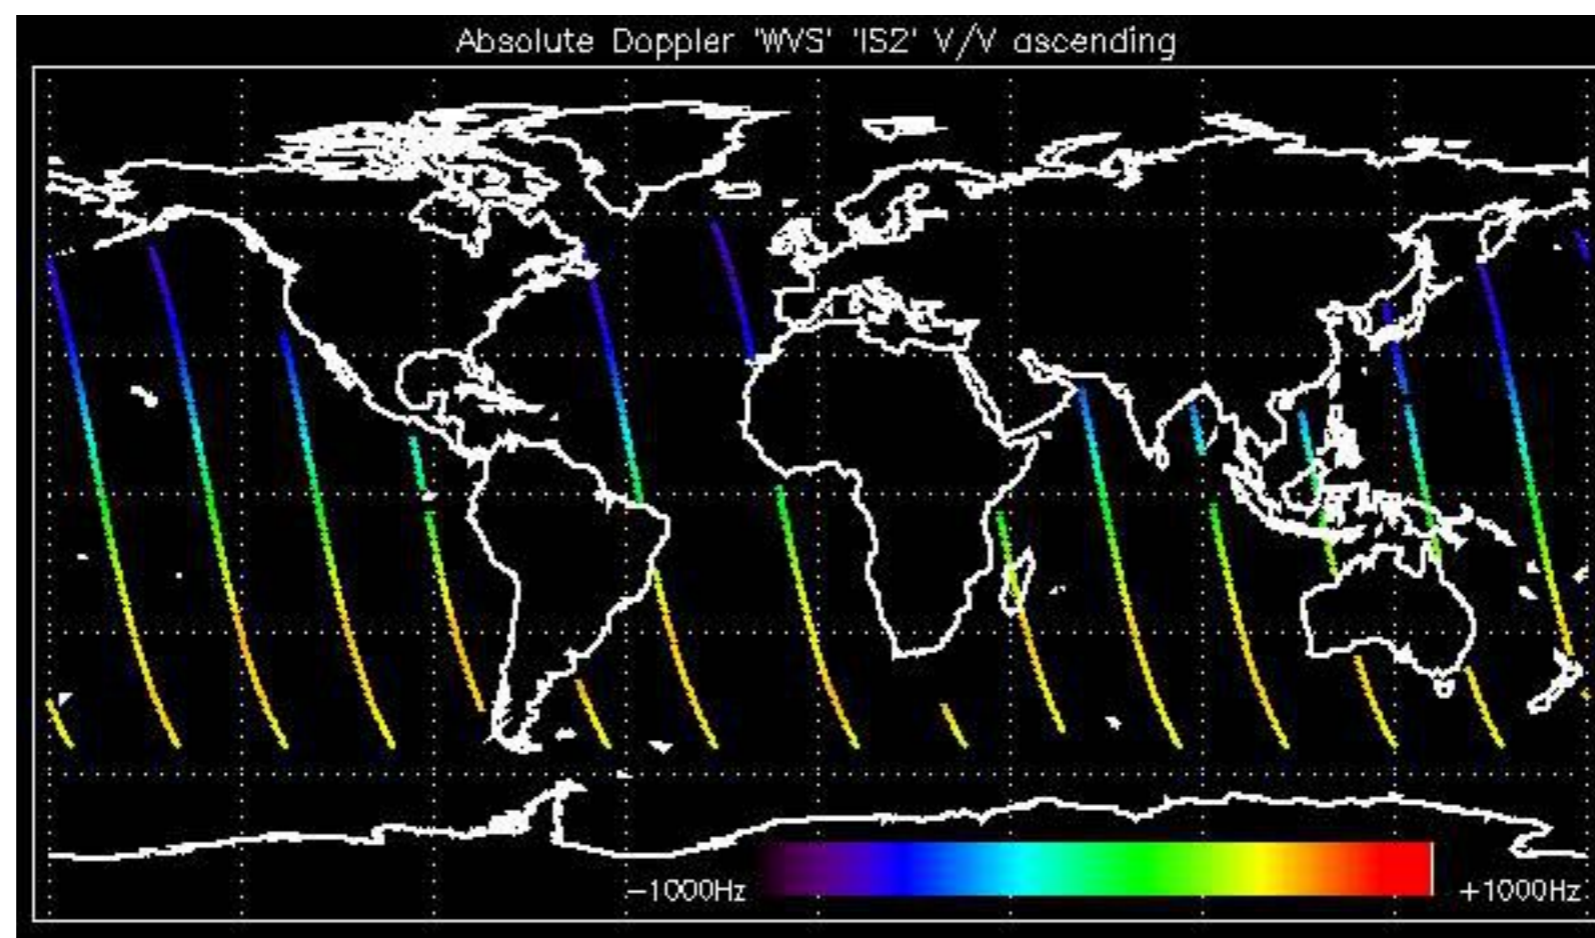 Absolute Doppler 'WVS' 'IS2' V/V ascending
−1000Hz +1000Hz